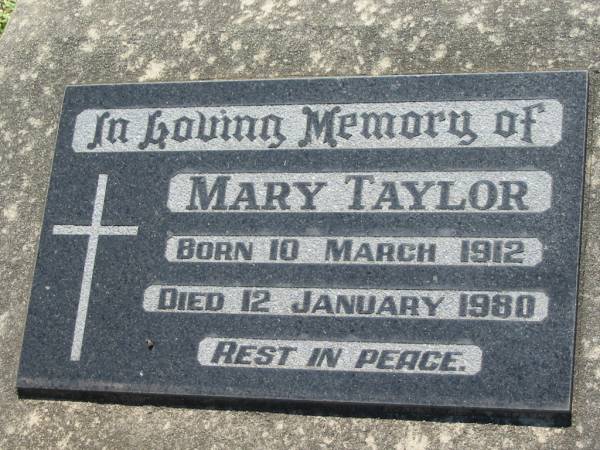 In Loving Memory of
MARY TAYLOR
BORN 10 MARCH 1912
DIED 12 JANUARY 1980
REST IN PEACE.